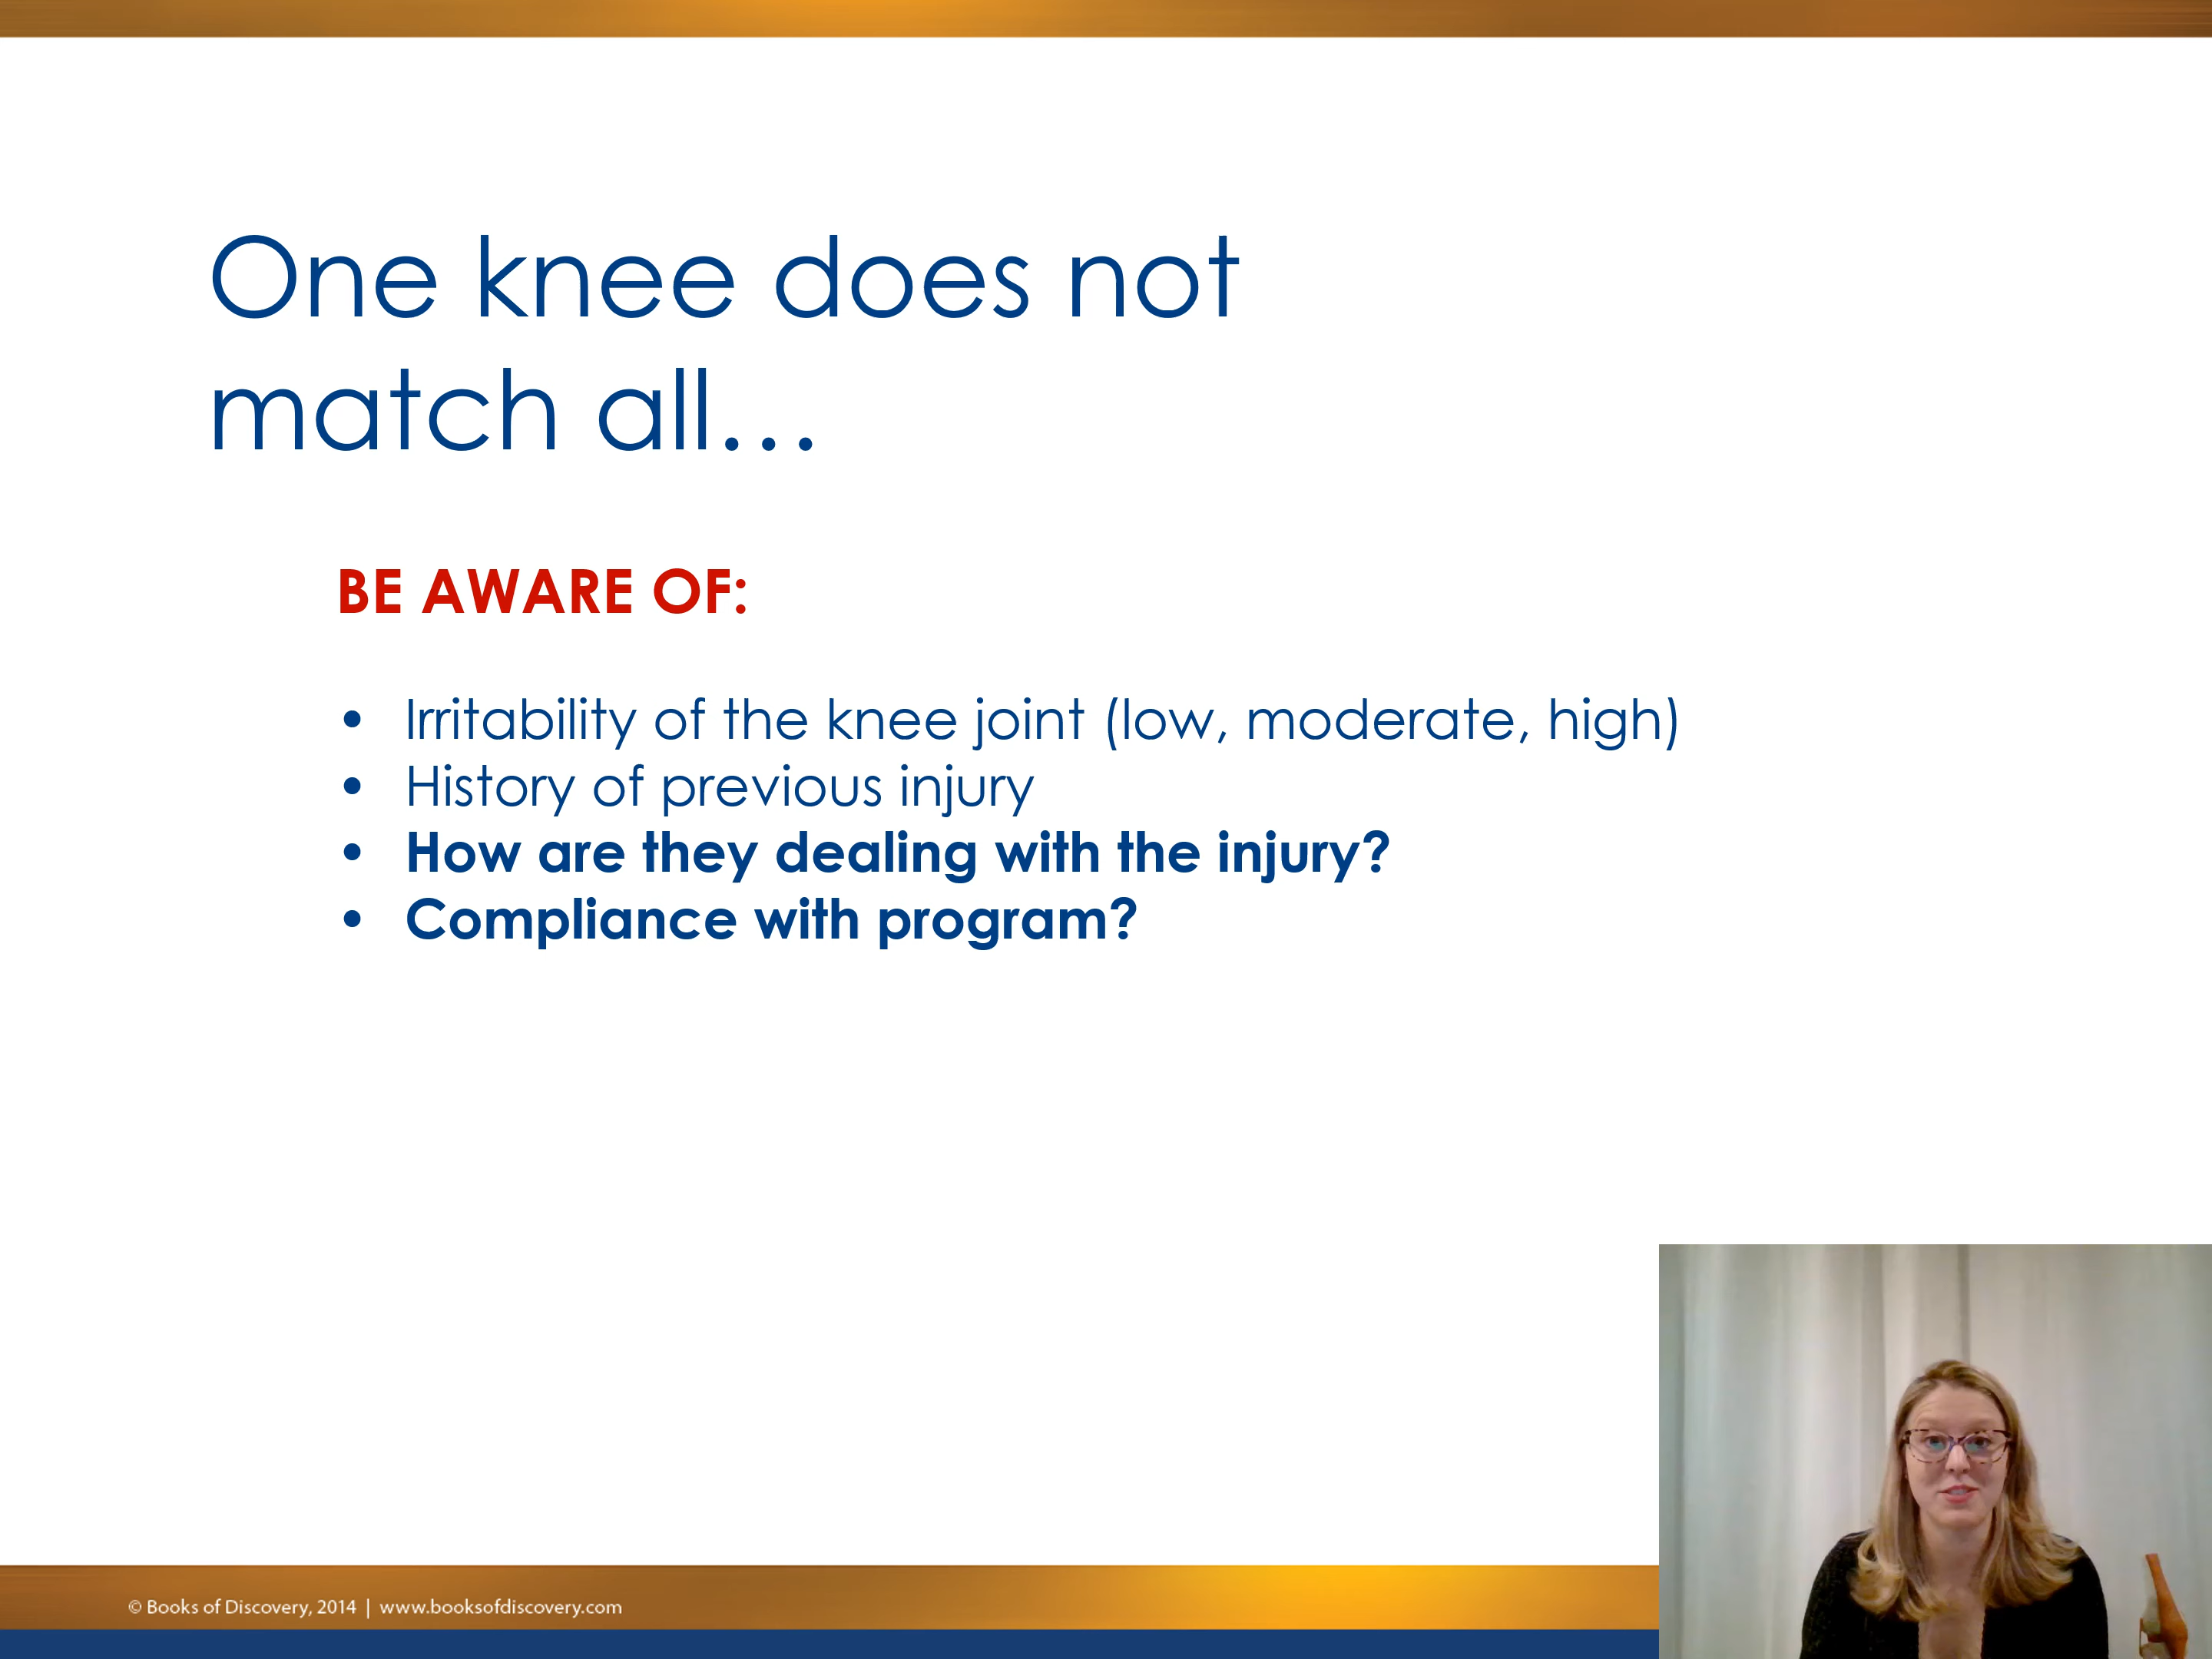 One knee does not
match all...
BE AWARE OF:
• Irritability of the knee joint (low, moderate, high)
• History of previous injury
• How are they dealing with the injury?
• Compliance with program?
© Books of Discovery, 2014 | www.booksofdiscovery.com